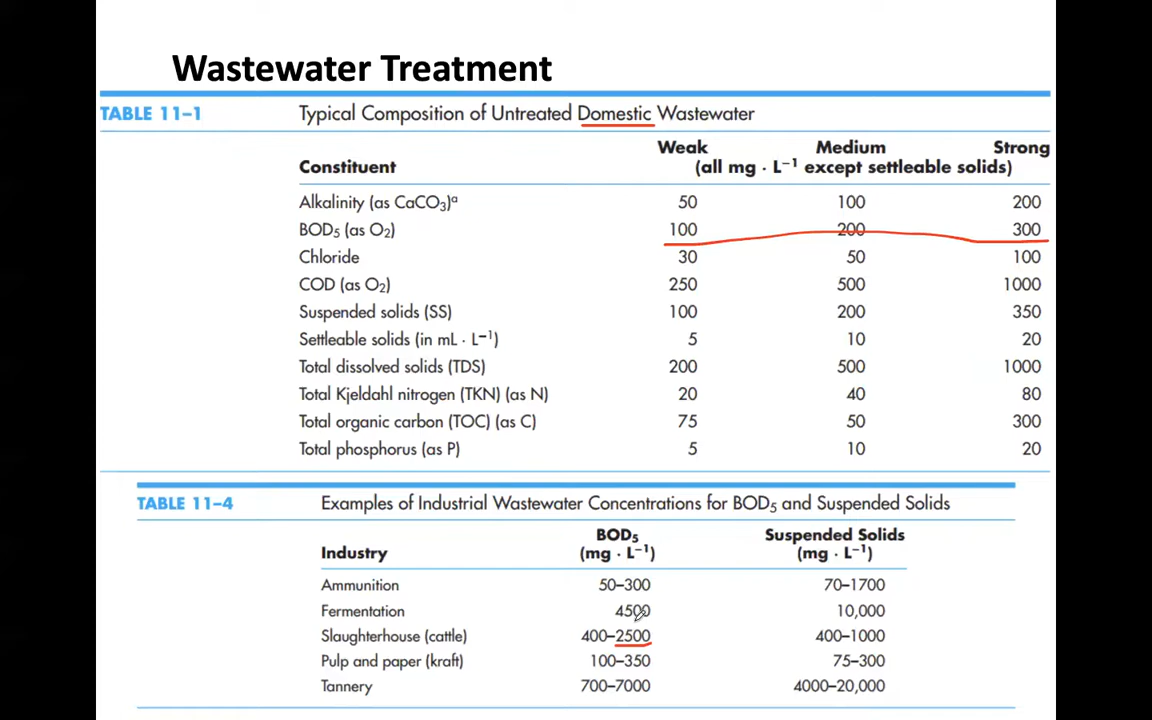 Wastewater Treatment
TABLE 11–1 Typical Composition of Untreated Domestic Wastewater
Weak Medium Strong
Constituent (all mg · L⁻¹ except settleable solids)
Alkalinity (as CaCO₃)ᵃ 50 100 200
BOD₅ (as O₂) 100 200 300
Chloride 30 50 100
COD (as O₂) 250 500 1000
Suspended solids (SS) 100 200 350
Settleable solids (in mL · L⁻¹) 5 10 20
Total dissolved solids (TDS) 200 500 1000
Total Kjeldahl nitrogen (TKN) (as N) 20 40 80
Total organic carbon (TOC) (as C) 75 50 300
Total phosphorus (as P) 5 10 20
TABLE 11–4 Examples of Industrial Wastewater Concentrations for BOD₅ and Suspended Solids
BOD₅ Suspended Solids
Industry (mg · L⁻¹) (mg · L⁻¹)
Ammunition 50–300 70–1700
Fermentation 4500 10,000
Slaughterhouse (cattle) 400–2500 400–1000
Pulp and paper (kraft) 100–350 75–300
Tannery 700–7000 4000–20,000